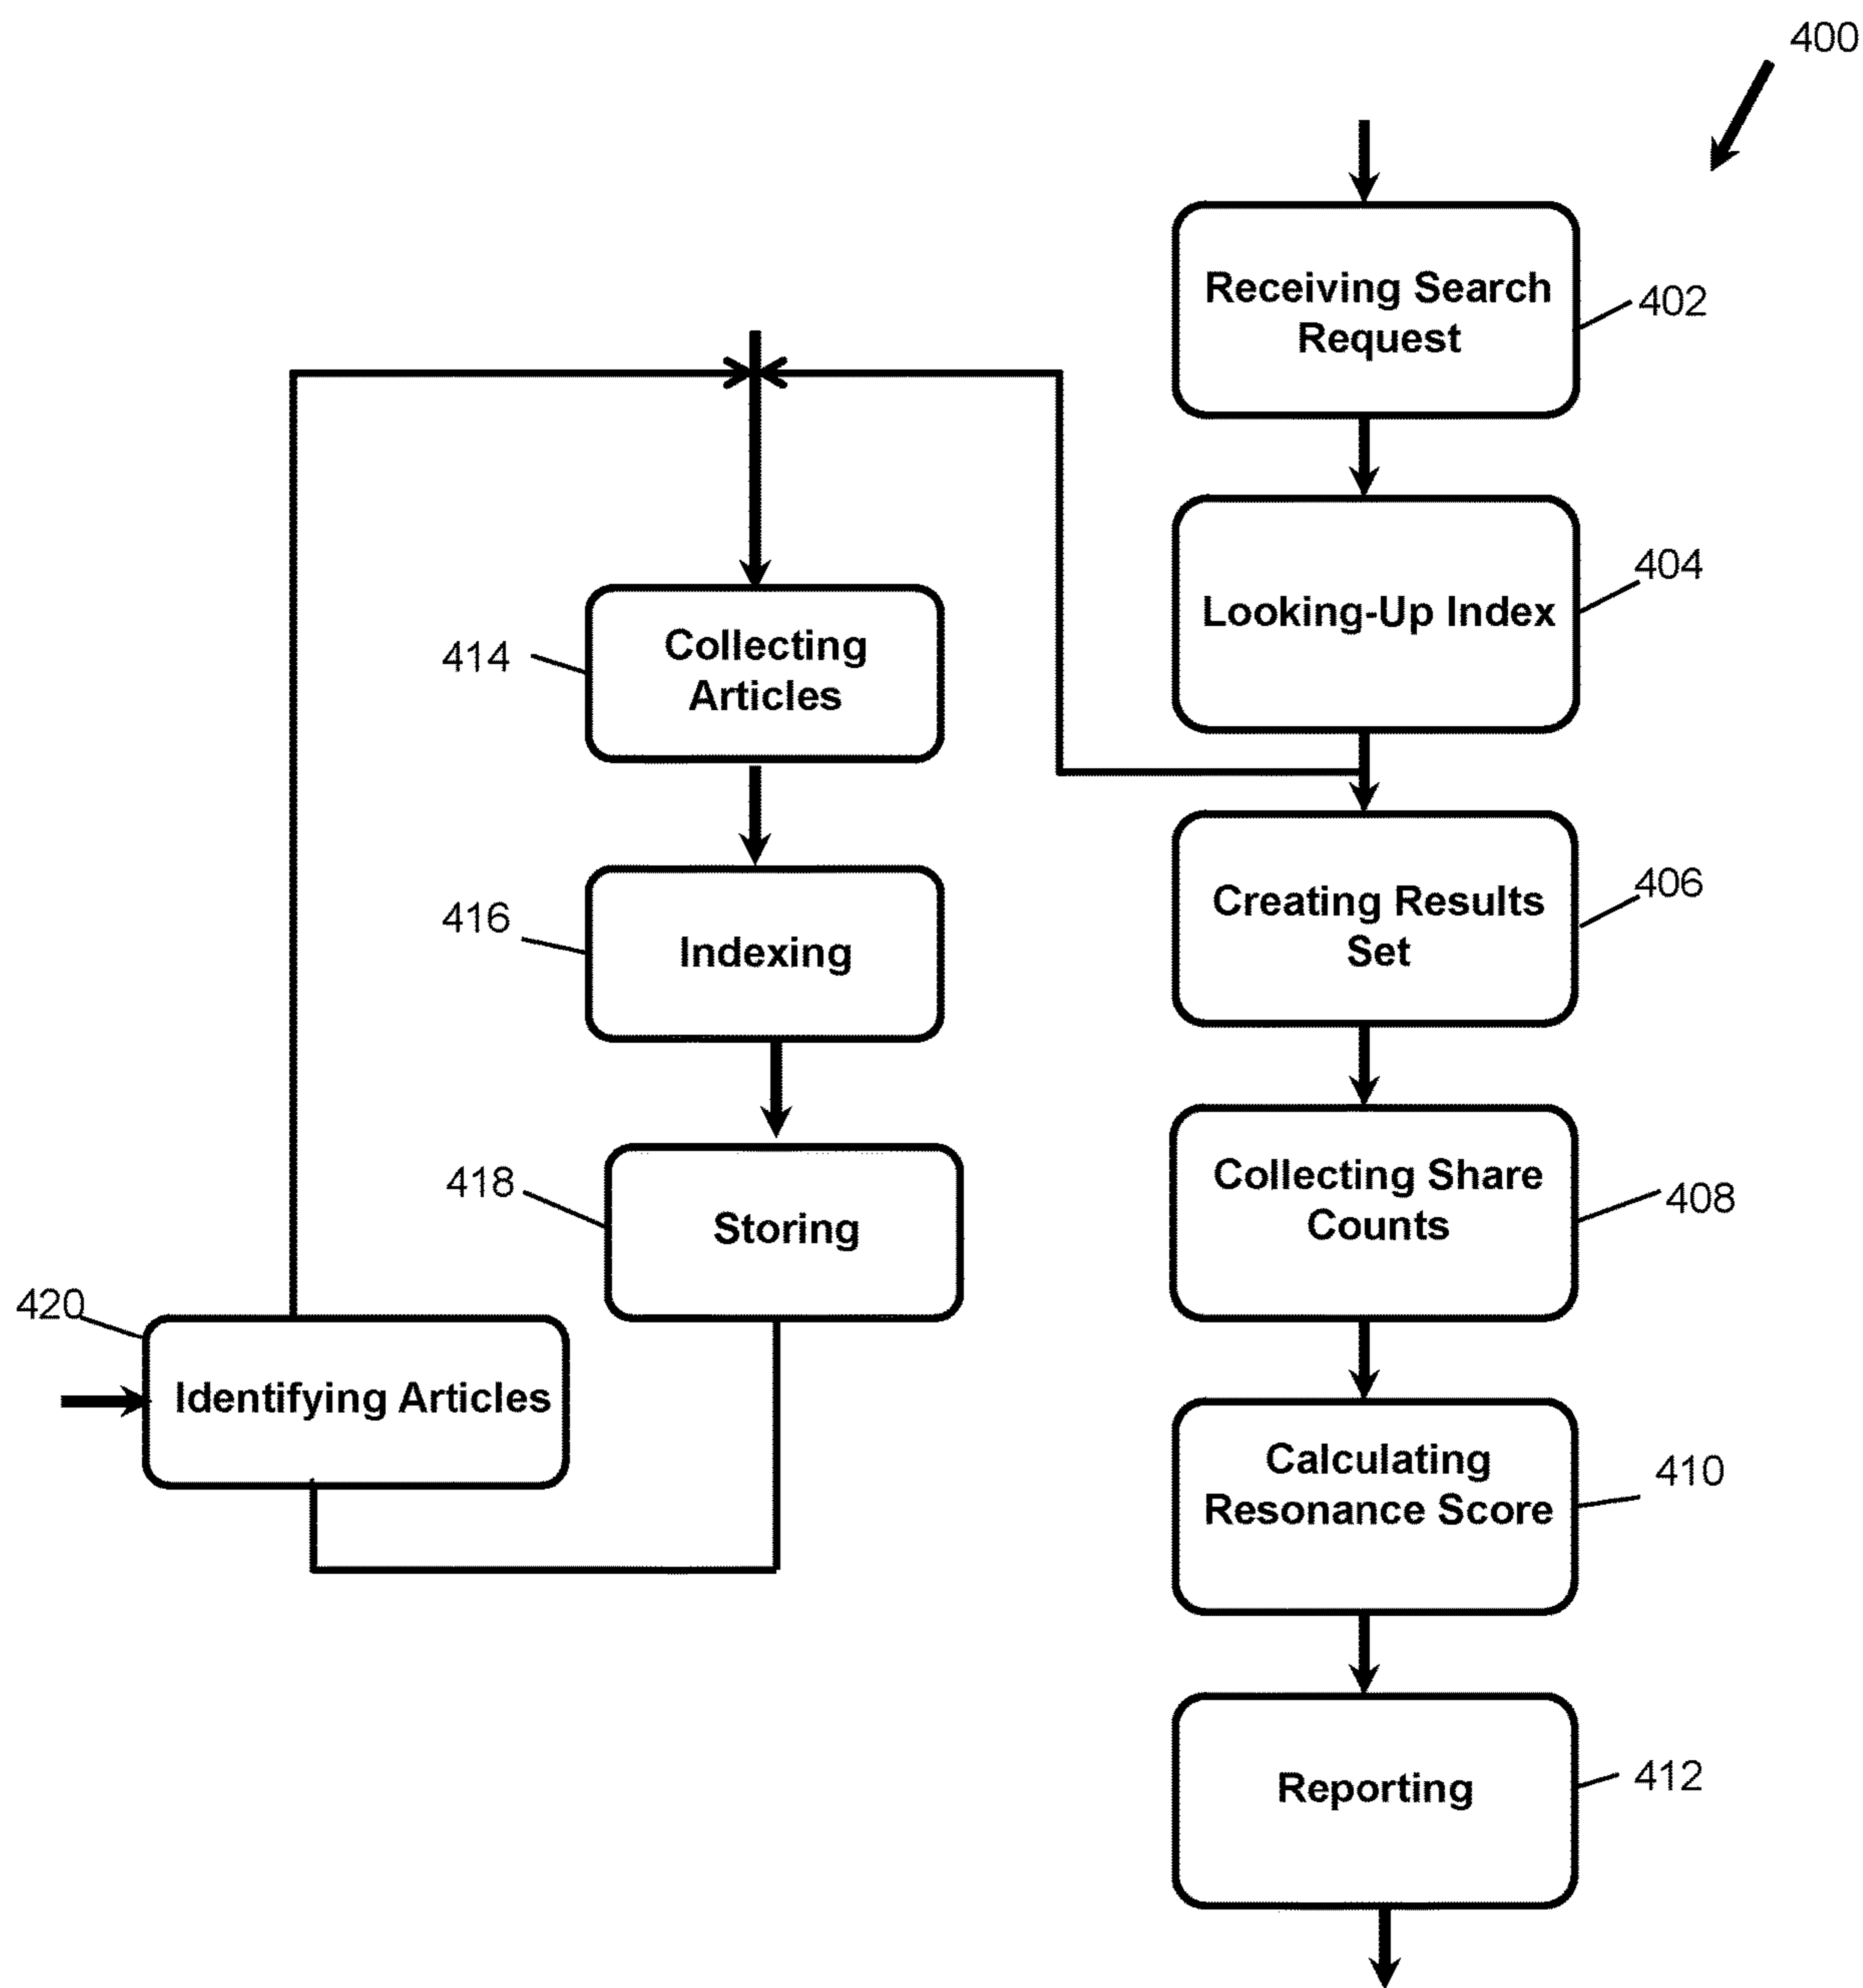 400
Receiving Search
Request
402
Looking-Up Index
404
Collecting
Articles
414
Creating Results
Set
406
Indexing
416
Collecting Share
Counts
408
Storing
418
420
Identifying Articles
Calculating
Resonance Score
410
Reporting
412